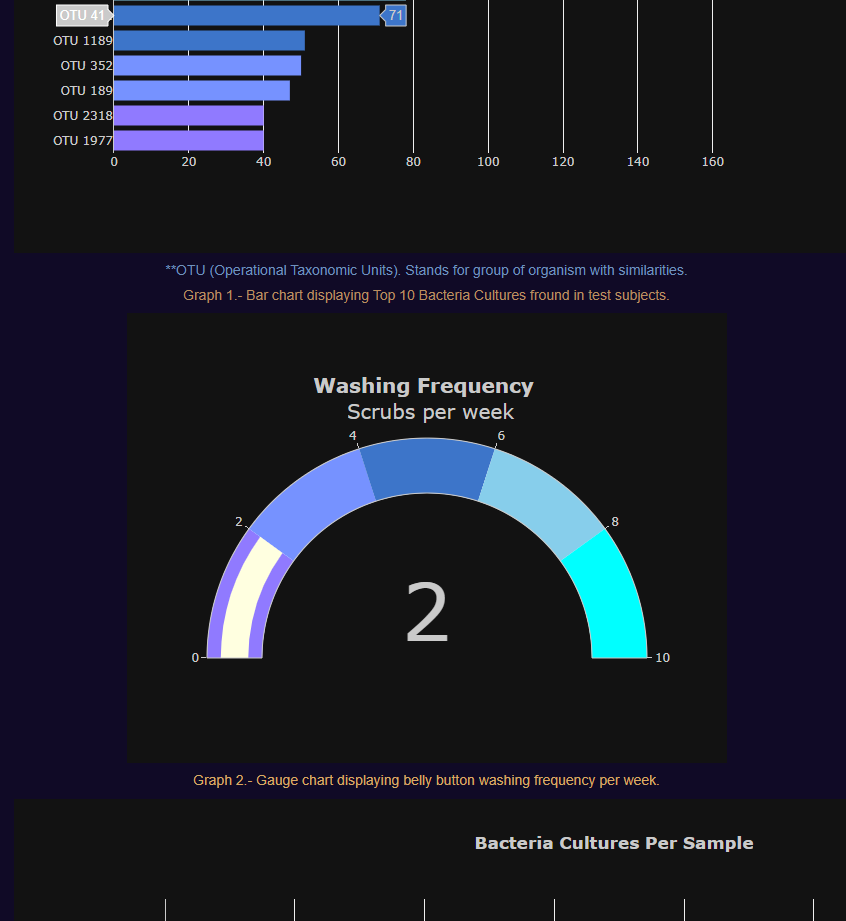 OTU 41 71
OTU 1189
OTU 352
OTU 189
OTU 2318
OTU 1977
0 20 40 60 80 100 120 140 160
**OTU (Operational Taxonomic Units). Stands for group of organism with similarities.
Graph 1.- Bar chart displaying Top 10 Bacteria Cultures fround in test subjects.
Washing Frequency
Scrubs per week
4 6
2 8
2
0 10
Graph 2.- Gauge chart displaying belly button washing frequency per week.
Bacteria Cultures Per Sample